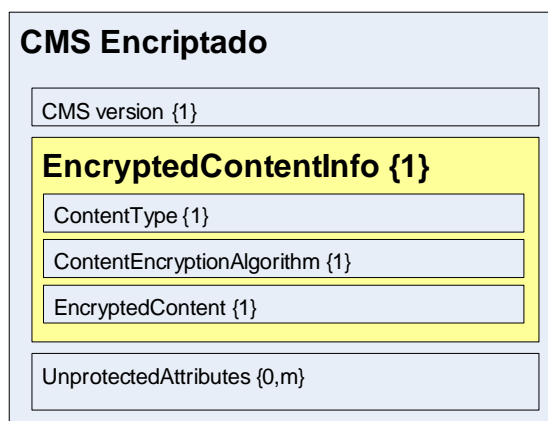 CMS Encriptado
CMS version {1}
EncryptedContentInfo {1}
ContentType {1}
ContentEncryptionAlgorithm {1}
EncryptedContent {1}
UnprotectedAttributes {0,m}